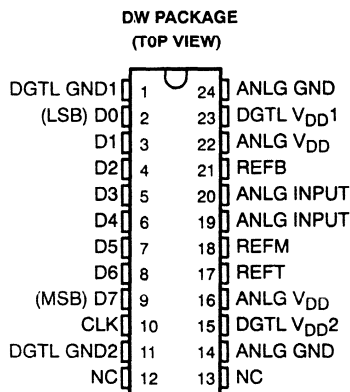 DW PACKAGE
(TOP VIEW)
DGTL GND1 1 24 ANLG GND
(LSB) D0 2 23 DGTL VDD1
D1 3 22 ANLG VDD
D2 4 21 REFB
D3 5 20 ANLG INPUT
D4 6 19 ANLG INPUT
D5 7 18 REFM
D6 8 17 REFT
(MSB) D7 9 16 ANLG VDD
CLK 10 15 DGTL VDD2
DGTL GND2 11 14 ANLG GND
NC 12 13 NC